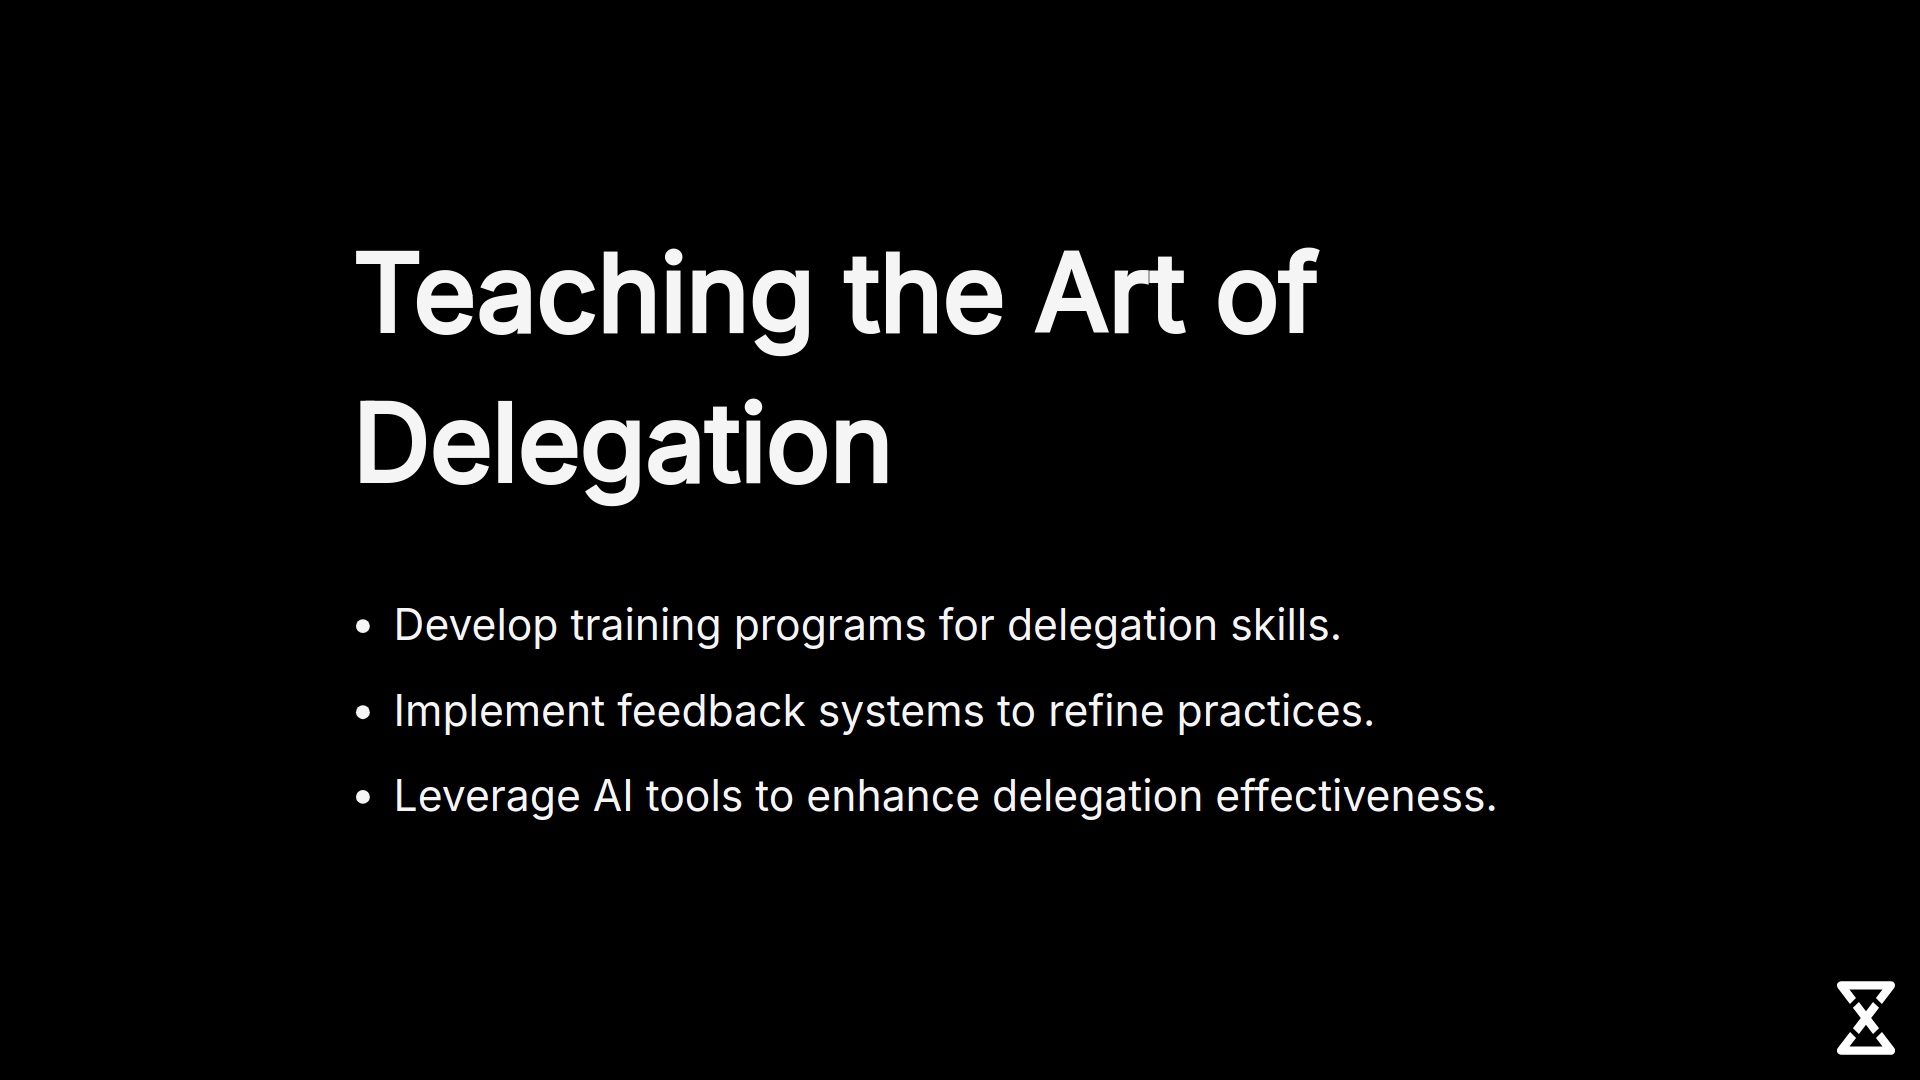 Teaching the Art of
Delegation
• Develop training programs for delegation skills.
• Implement feedback systems to refine practices.
• Leverage AI tools to enhance delegation effectiveness.